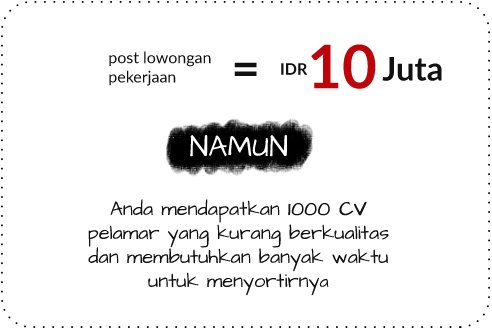 post lowongan
pekerjaan
= IDR 10 Juta
NAMUN
Anda mendapatkan 1000 CV
pelamar yang kurang berkualitas
dan membutuhkan banyak waktu
untuk menyortirnya